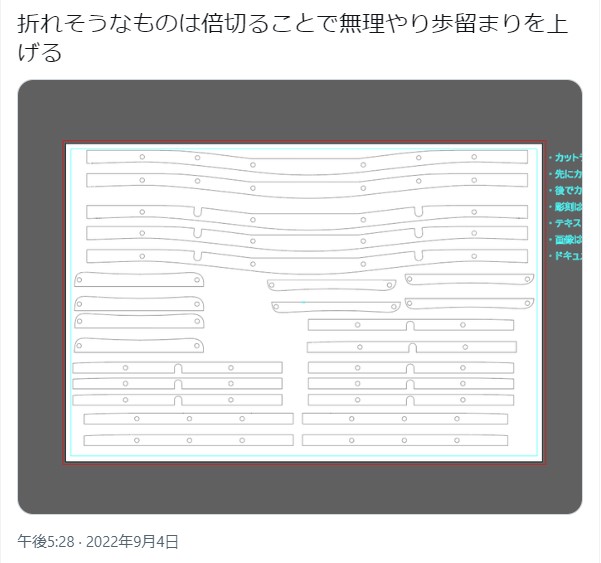 折れそうなものは倍切ることで無理やり歩留まりを上
げる
・カットラ
・先にカ
・後でカ
・彫刻は
・テキス
・画像は
・ドキュ
午後5:28 · 2022年9月4日